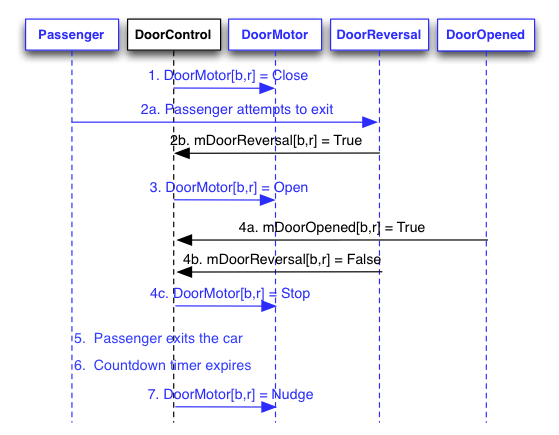 Passenger DoorControl DoorMotor DoorReversal DoorOpened
1. DoorMotor[b,r] = Close
2a. Passenger attempts to exit
2b. mDoorReversal[b,r] = True
3. DoorMotor[b,r] = Open
4a. mDoorOpened[b,r] = True
4b. mDoorReversal[b,r] = False
4c. DoorMotor[b,r] = Stop
5. Passenger exits the car
6. Countdown timer expires
7. DoorMotor[b,r] = Nudge